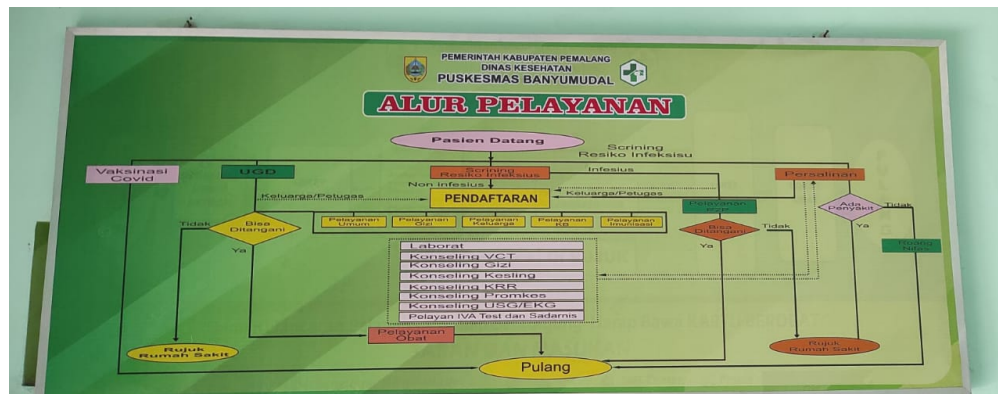 PEMERINTAH KABUPATEN PEMALANG
DINAS KESEHATAN
PUSKESMAS BANYUMUDAL
ALUR PELAYANAN
Pasien Datang
Scrining
Resiko Infeksisu
Vaksinasi
Covid
UGD
Scrining
Resiko Infeksius
Infesius
Persalinan
Non infesius
Keluarga/Petugas
PENDAFTARAN
Keluarga/Petugas
Pelayanan
Ada
Penyakit
Tidak
Tidak
Bisa
Ditangani
Pelayanan
Umum
Pelayanan
Gizi
Pelayanan
Keluarga
Pelayanan
KB
Pelayanan
Imunisasi
Bisa
Ditangani
Tidak
Ya
Ya
Ya
Ruang
Laborat
Konseling VCT
Konseling Gizi
Konseling Kesling
Konseling KRR
Konseling Promkes
Konseling USG/EKG
Pelayan IVA Test dan Sadarnis
Pelayanan
Obat
Rujuk
Rumah Sakit
Rujuk
Rumah Sakit
Pulang